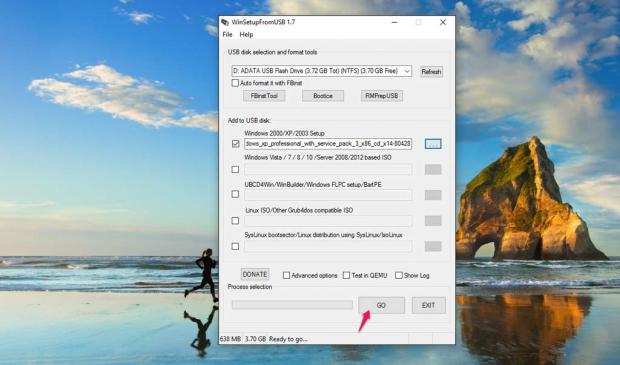 WinSetupFromUSB 1.7
File Help
USB disk selection and format tools
D: ADATA USB Flash Drive (3.72 GB Tot) (NTFS) (3.70 GB Free)
Refresh
Auto format it with FBinst
FBinstTool Bootice RMPrepUSB
Add to USB disk:
Windows 2000/XP/2003 Setup
dows_xp_professional_with_service_pack_3_x86_cd_x14-80428
Windows Vista / 7 / 8 / 10 /Server 2008/2012 based ISO
UBCD4Win/WinBuilder/Windows FLPC setup/BartPE
Linux ISO/Other Grub4dos compatible ISO
SysLinux bootsector/Linux distribution using SysLinux/IsoLinux
DONATE Advanced options Test in QEMU Show Log
Process selection
GO EXIT
638 MB 3.70 GB Ready to go...